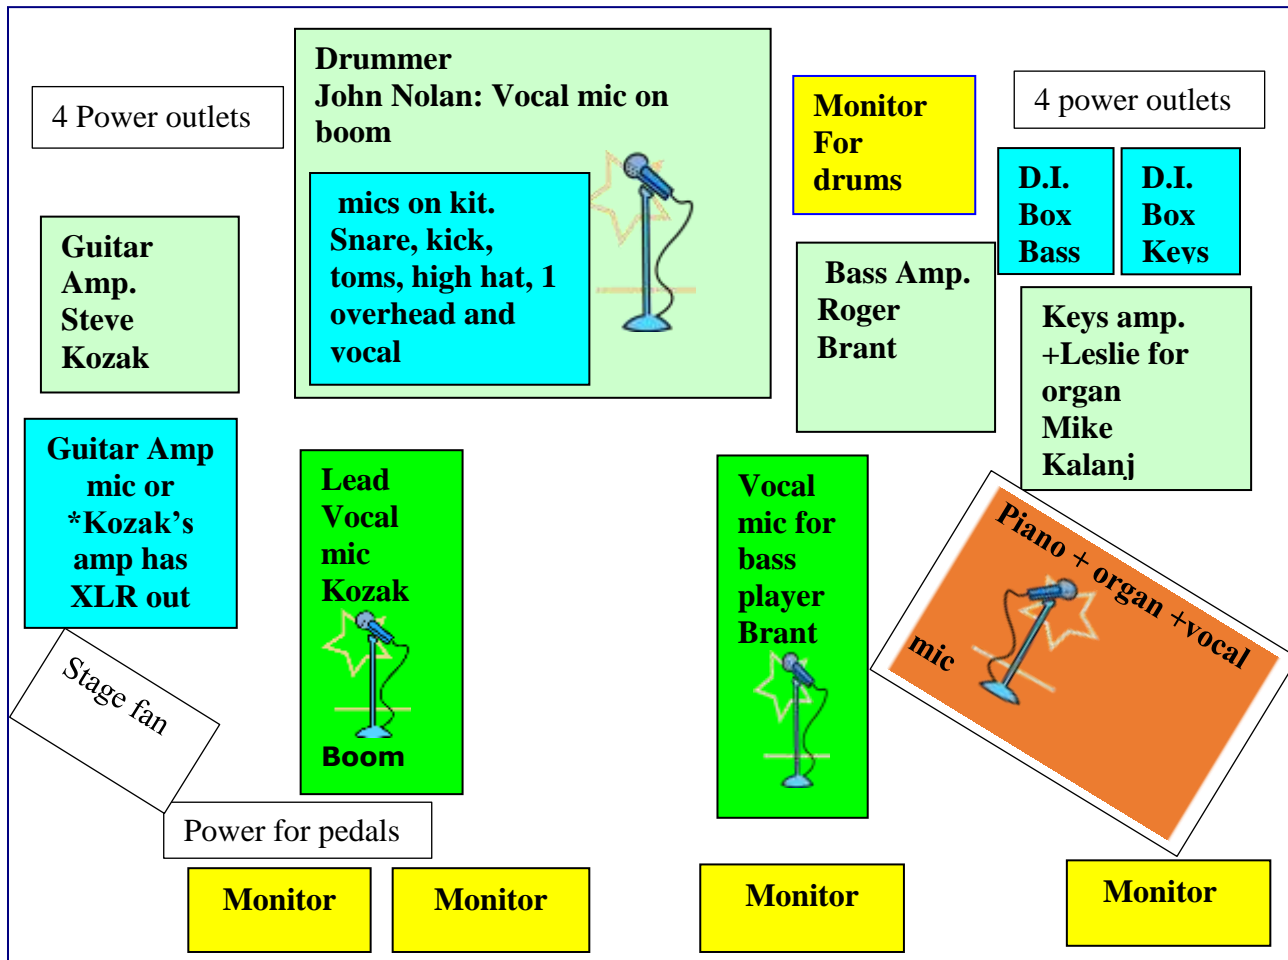 4 Power outlets
Drummer
John Nolan: Vocal mic on
boom
mics on kit.
Snare, kick,
toms, high hat, 1
overhead and
vocal
Monitor
For
drums
4 power outlets
D.I.
Box
Bass
D.I.
Box
Keys
Guitar
Amp.
Steve
Kozak
Bass Amp.
Roger
Brant
Keys amp.
+Leslie for
organ
Mike
Kalanj
Guitar Amp
mic or
*Kozak's
amp has
XLR out
Lead
Vocal
mic
Kozak
Boom
Vocal
mic for
bass
player
Brant
Piano + organ +vocal
mic
Stage fan
Power for pedals
Monitor
Monitor
Monitor
Monitor